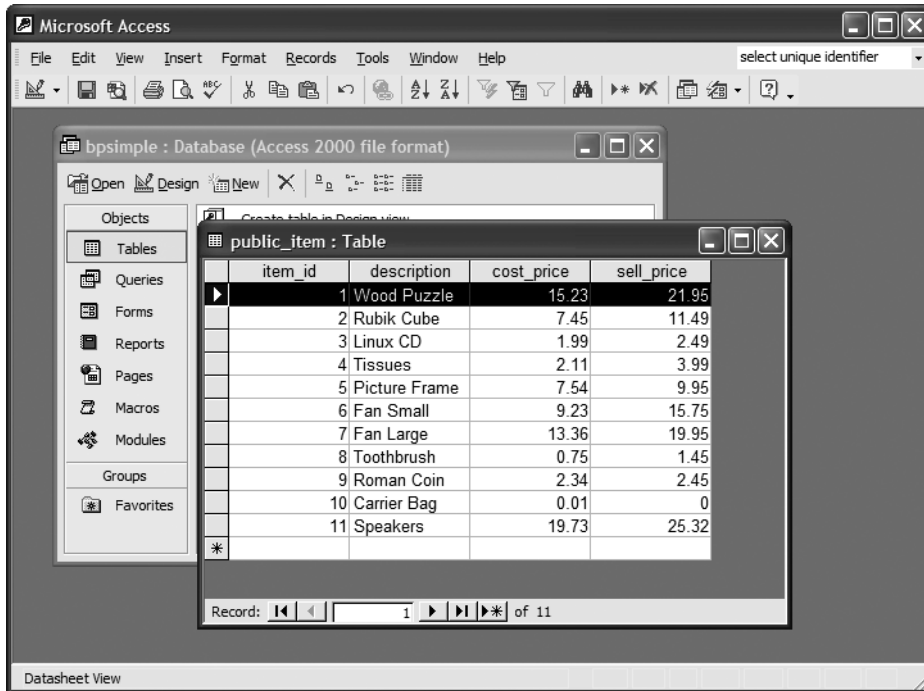 Microsoft Access
File Edit View Insert Format Records Tools Window Help select unique identifier
bpsimple : Database (Access 2000 file format)
Open Design New
Objects
Create table in Design view
Tables
Queries
Forms
Reports
Pages
Macros
Modules
Groups
Favorites
public_item : Table
item_id description cost_price sell_price
1 Wood Puzzle 15.23 21.95
2 Rubik Cube 7.45 11.49
3 Linux CD 1.99 2.49
4 Tissues 2.11 3.99
5 Picture Frame 7.54 9.95
6 Fan Small 9.23 15.75
7 Fan Large 13.36 19.95
8 Toothbrush 0.75 1.45
9 Roman Coin 2.34 2.45
10 Carrier Bag 0.01 0
11 Speakers 19.73 25.32
Record: 1 of 11
Datasheet View